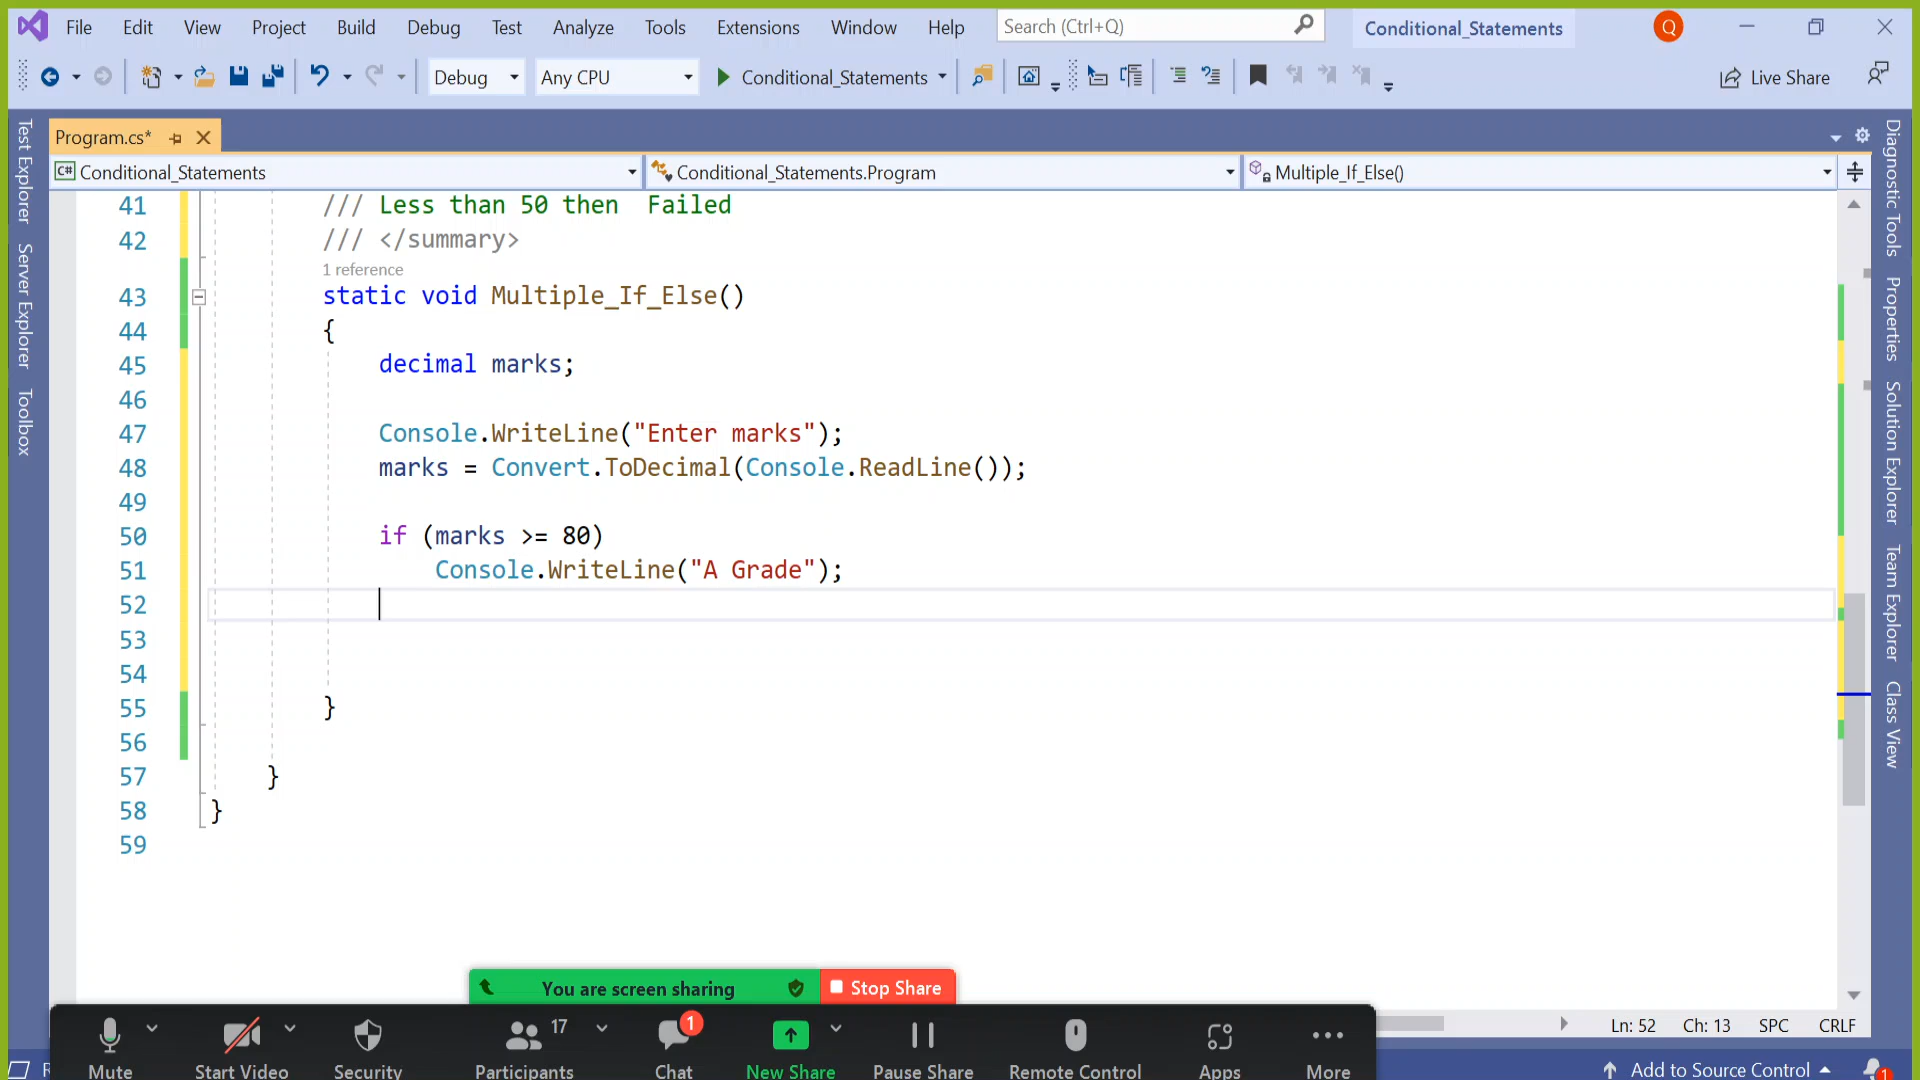 File Edit View Project Build Debug Test Analyze Tools Extensions Window Help Search (Ctrl+Q) Conditional_Statements Q
Debug Any CPU Conditional_Statements Live Share
Program.cs*
C# Conditional_Statements Conditional_Statements.Program Multiple_If_Else()
Test Explorer
Server Explorer
Toolbox
41 /// Less than 50 then  Failed
42 /// </summary>
1 reference
43 static void Multiple_If_Else()
44 {
45 decimal marks;
46
47 Console.WriteLine("Enter marks");
48 marks = Convert.ToDecimal(Console.ReadLine());
49
50 if (marks >= 80)
51 Console.WriteLine("A Grade");
52
53
54
55 }
56
57 }
58 }
59
Diagnostic Tools
Properties
Solution Explorer
Team Explorer
Class View
You are screen sharing Stop Share
Ln: 52 Ch: 13 SPC CRLF
17 1
Mute Start Video Security Participants Chat New Share Pause Share Remote Control Apps More
Add to Source Control 1